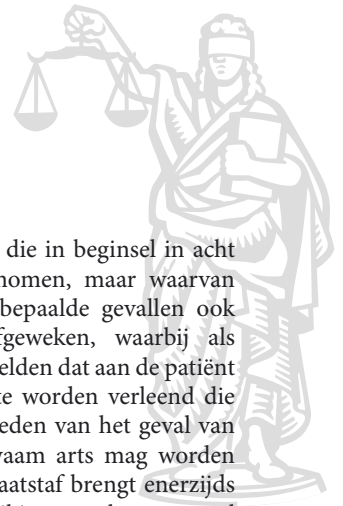 die in beginsel in acht
nomen, maar waarvan
bepaalde gevallen ook
fgeweken, waarbij als
elden dat aan de patiënt
te worden verleend die
eden van het geval van
waam arts mag worden
aatstaf brengt enerzijds